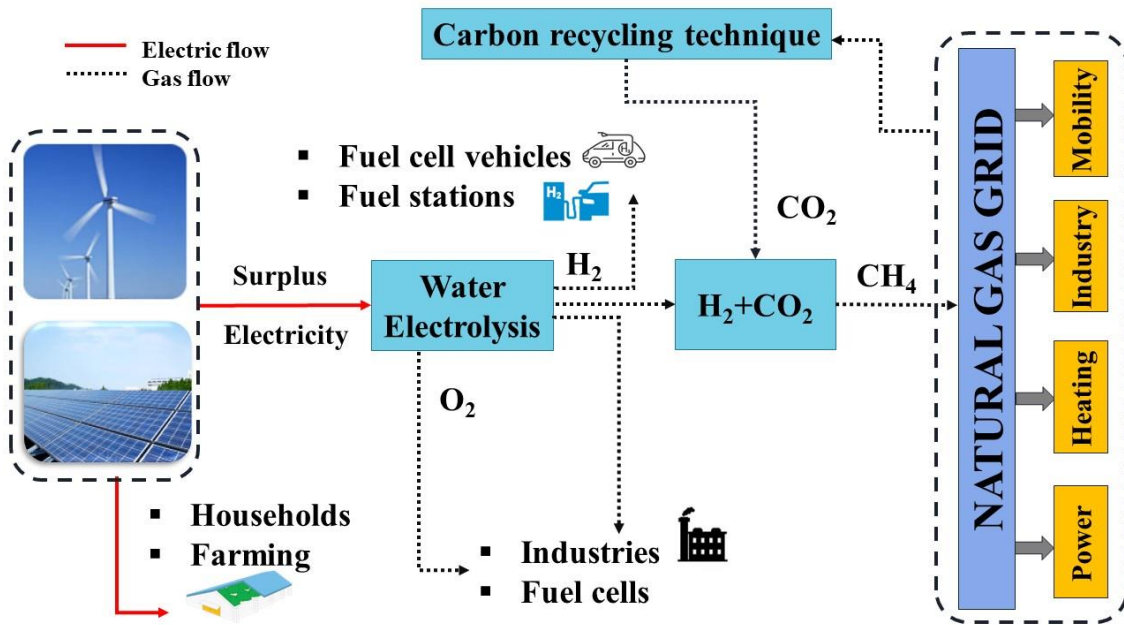 Carbon recycling technique
Electric flow
Gas flow
▪ Fuel cell vehicles
▪ Fuel stations
H₂
CO₂
Surplus
Electricity
Water
Electrolysis
H₂
H₂+CO₂
CH₄
O₂
▪ Households
▪ Farming
▪ Industries
▪ Fuel cells
NATURAL GAS GRID
Mobility
Industry
Heating
Power